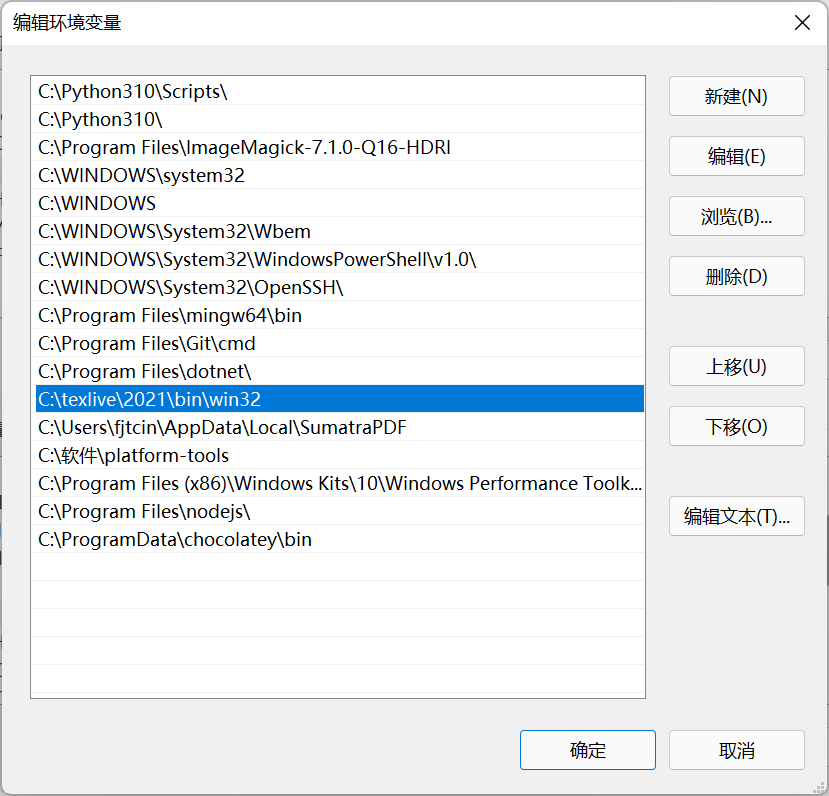 编辑环境变量
C:\Python310\Scripts\
C:\Python310\
C:\Program Files\ImageMagick-7.1.0-Q16-HDRI
C:\WINDOWS\system32
C:\WINDOWS
C:\WINDOWS\System32\Wbem
C:\WINDOWS\System32\WindowsPowerShell\v1.0\
C:\WINDOWS\System32\OpenSSH\
C:\Program Files\mingw64\bin
C:\Program Files\Git\cmd
C:\Program Files\dotnet\
C:\texlive\2021\bin\win32
C:\Users\fjtcin\AppData\Local\SumatraPDF
C:\软件\platform-tools
C:\Program Files (x86)\Windows Kits\10\Windows Performance Toolk...
C:\Program Files\nodejs\
C:\ProgramData\chocolatey\bin
新建(N)
编辑(E)
浏览(B)...
删除(D)
上移(U)
下移(O)
编辑文本(T)...
确定
取消